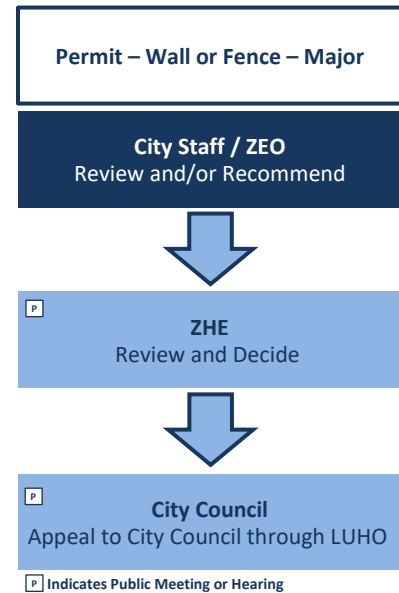 Permit – Wall or Fence – Major
City Staff / ZEO
Review and/or Recommend
P
ZHE
Review and Decide
P
City Council
Appeal to City Council through LUHO
P Indicates Public Meeting or Hearing